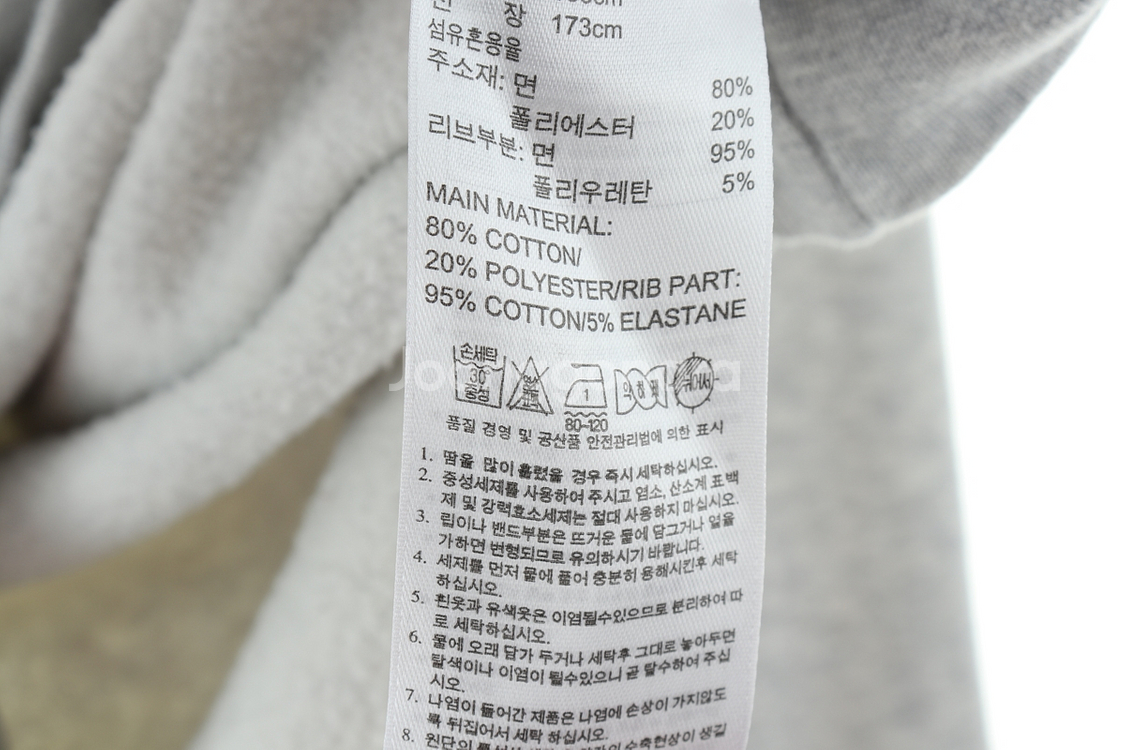 장 173cm
섬유혼용율
주소재: 면 80%
폴리에스터 20%
리브부분: 면 95%
폴리우레탄 5%
MAIN MATERIAL:
80% COTTON/
20% POLYESTER/RIB PART:
95% COTTON/5% ELASTANE
손세탁
30°
중성
1
80~120
품질 경영 및 공산품 안전관리법에 의한 표시
1. 땀을 많이 흘렸을 경우 즉시 세탁하십시오.
2. 중성세제를 사용하여 주시고 염소, 산소계 표백
제 및 강력효소세제는 절대 사용하지 마십시오.
3. 립이나 밴드부분은 뜨거운 물에 담그거나 열을
가하면 변형되므로 유의하시기 바랍니다.
4. 세제를 먼저 물에 풀어 충분히 용해시킨후 세탁
하십시오.
5. 흰옷과 유색옷은 이염될수있으므로 분리하여 따
로 세탁하십시오.
6. 물에 오래 담가 두거나 세탁후 그대로 놓아두면
탈색이나 이염이 될수있으니 곧 탈수하여 주십
시오.
7. 나염이 들어간 제품은 나염에 손상이 가지않도
록 뒤집어서 세탁 하십시오.
8. 원단의 수축현상이 생길